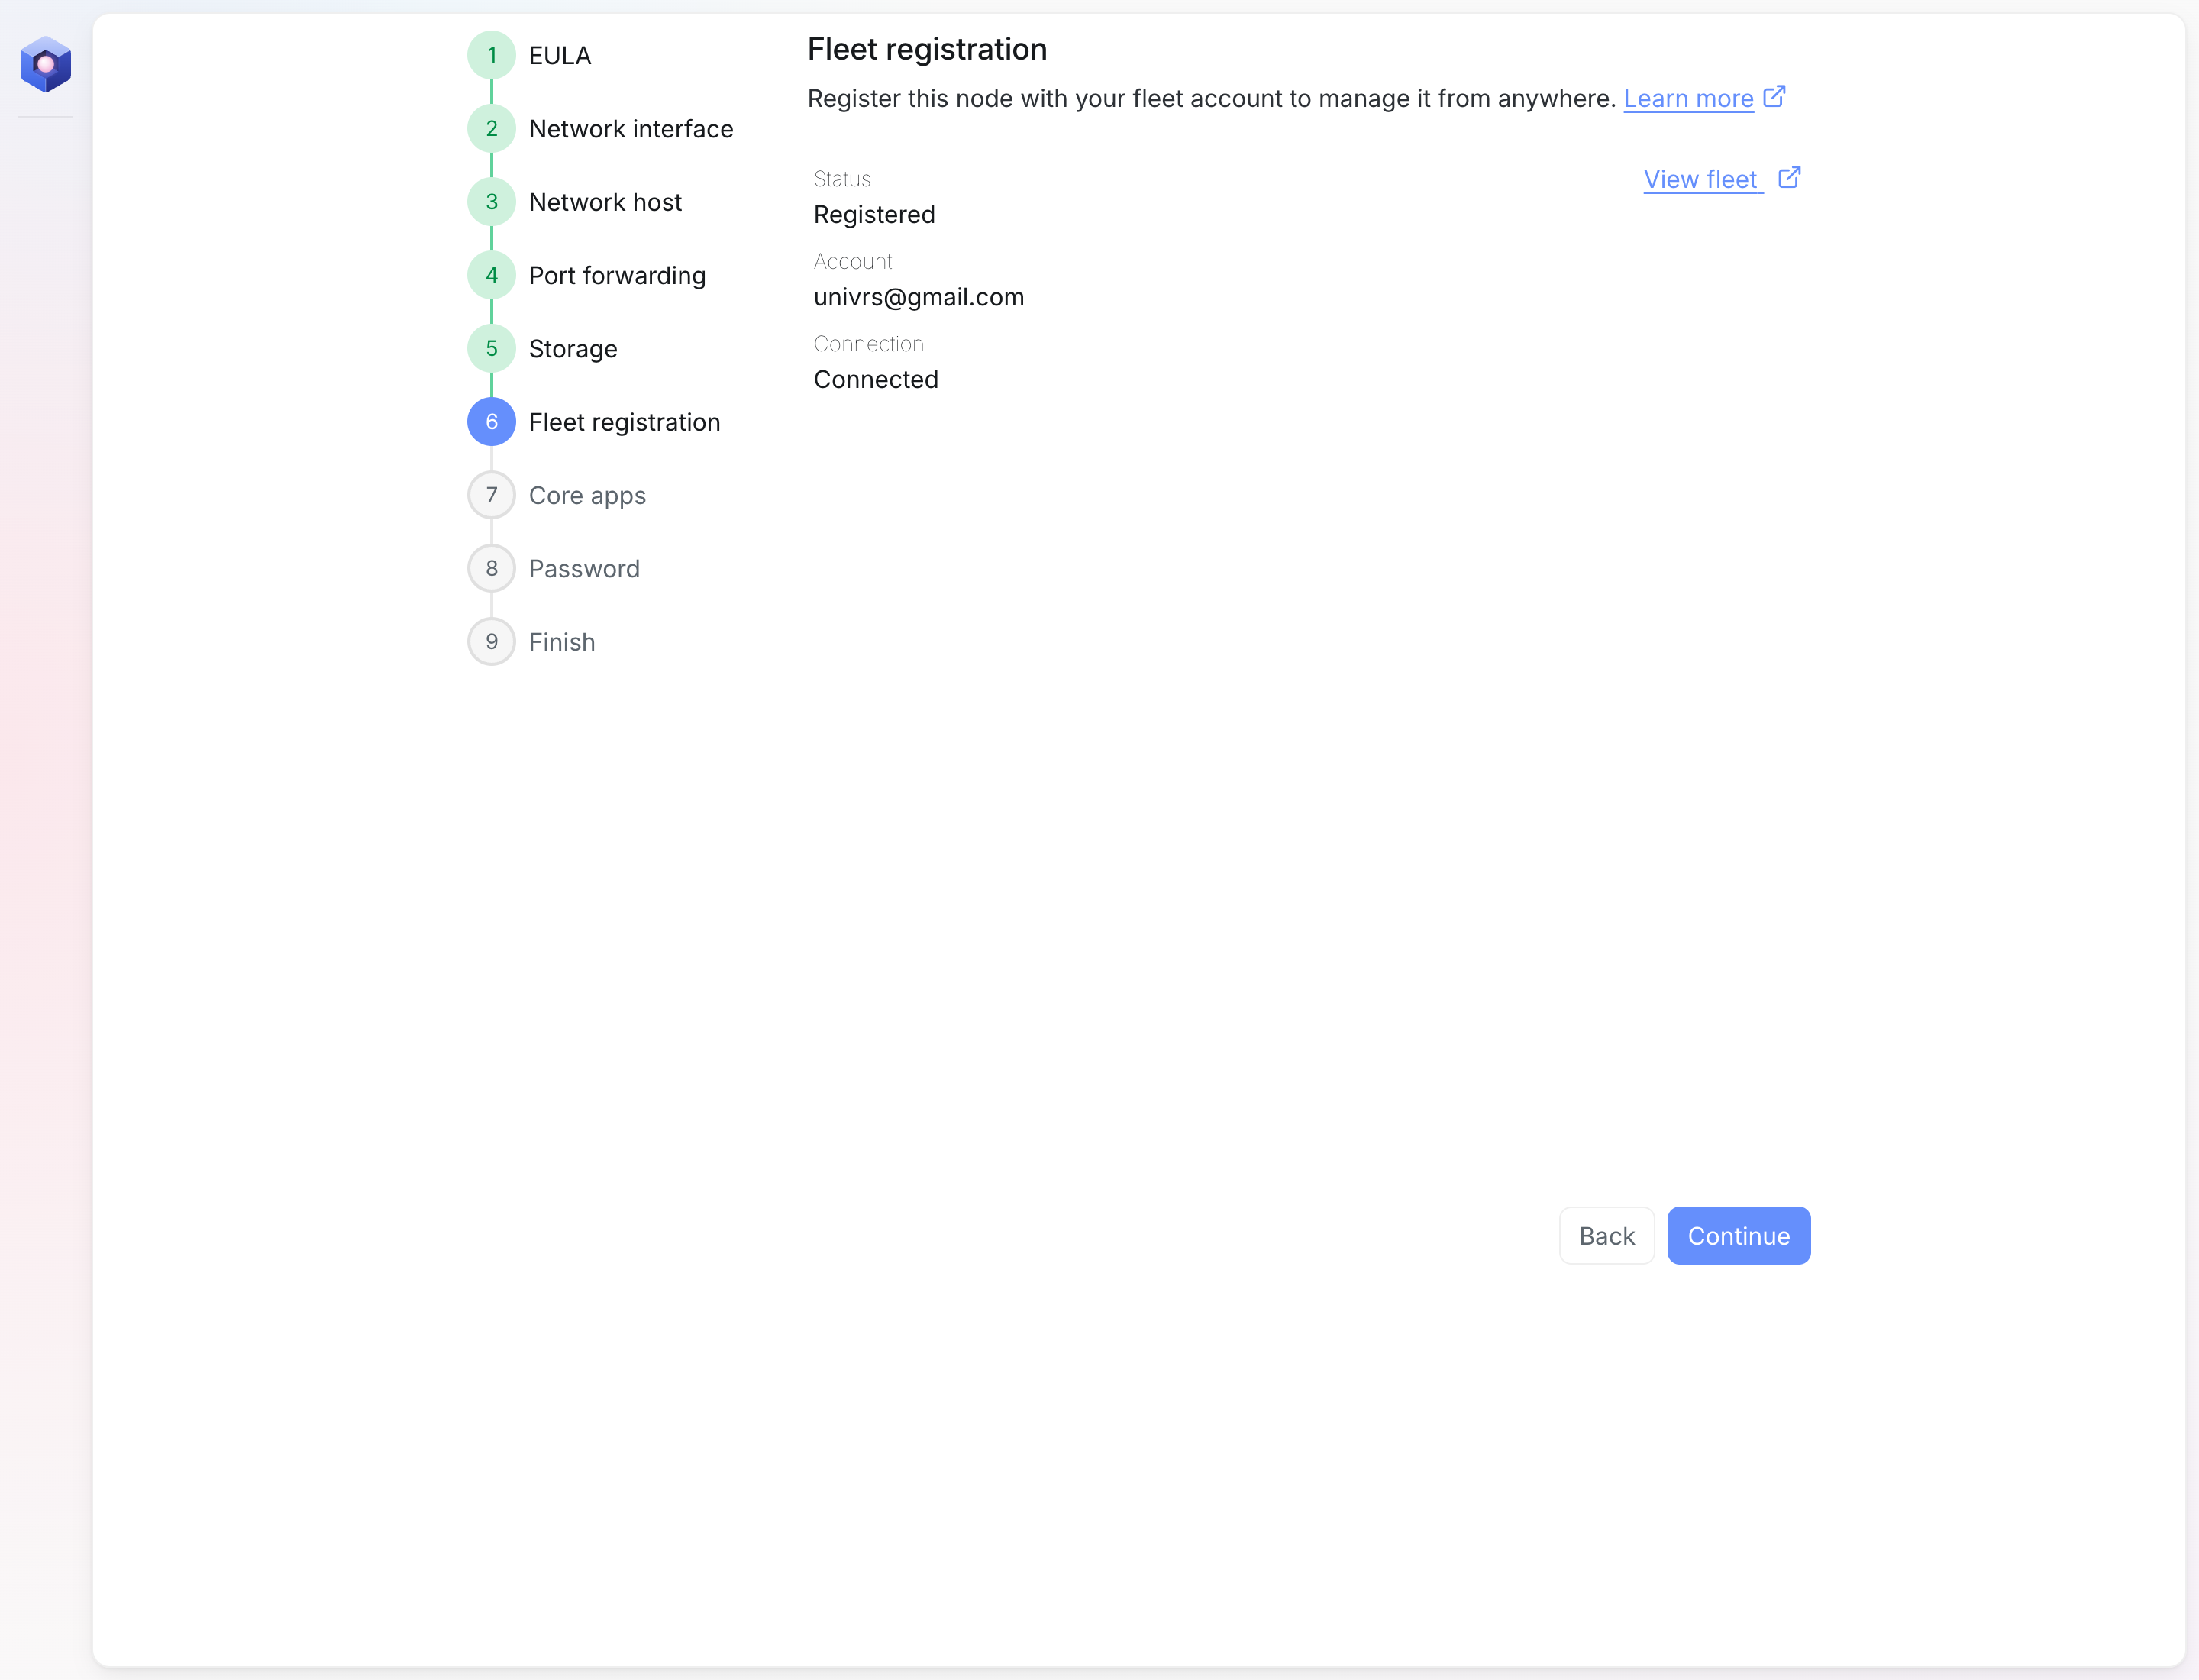 1 EULA
2 Network interface
3 Network host
4 Port forwarding
5 Storage
6 Fleet registration
7 Core apps
8 Password
9 Finish
Fleet registration
Register this node with your fleet account to manage it from anywhere. Learn more
View fleet
Status
Registered
Account
univrs@gmail.com
Connection
Connected
Back
Continue